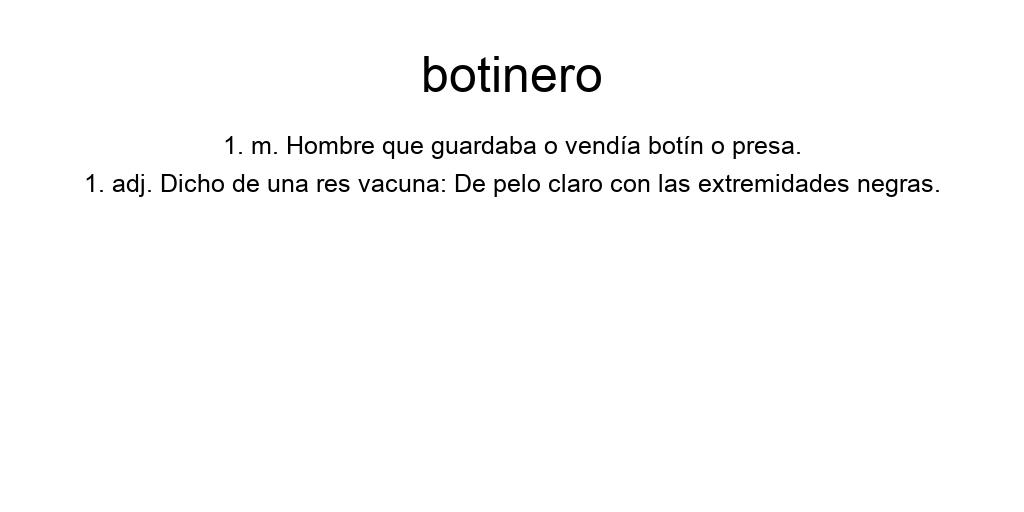 botinero
1. m. Hombre que guardaba o vendía botín o presa.
1. adj. Dicho de una res vacuna: De pelo claro con las extremidades negras.